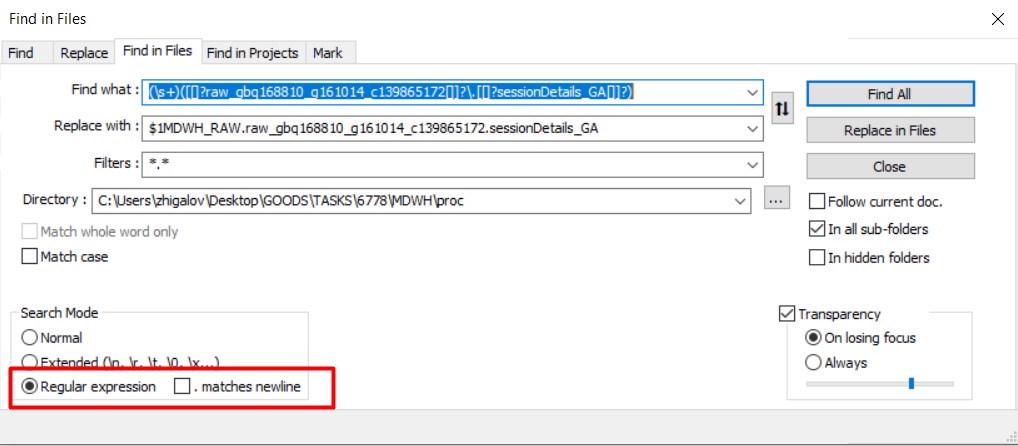 Find in Files
Find Replace Find in Files Find in Projects Mark
Find what : (\s+)([[]?raw_gbq168810_g161014_c139865172[]]?\.[[]?sessionDetails_GA[]]?) Find All
Replace with : $1MDWH_RAW.raw_gbq168810_g161014_c139865172.sessionDetails_GA Replace in Files
Filters : *.* Close
Directory : C:\Users\zhigalov\Desktop\GOODS\TASKS\6778\MDWH\proc ... Follow current doc.
Match whole word only In all sub-folders
Match case In hidden folders
Search Mode Transparency
Normal On losing focus
Extended (\n, \r, \t, \0, \x...) Always
Regular expression . matches newline